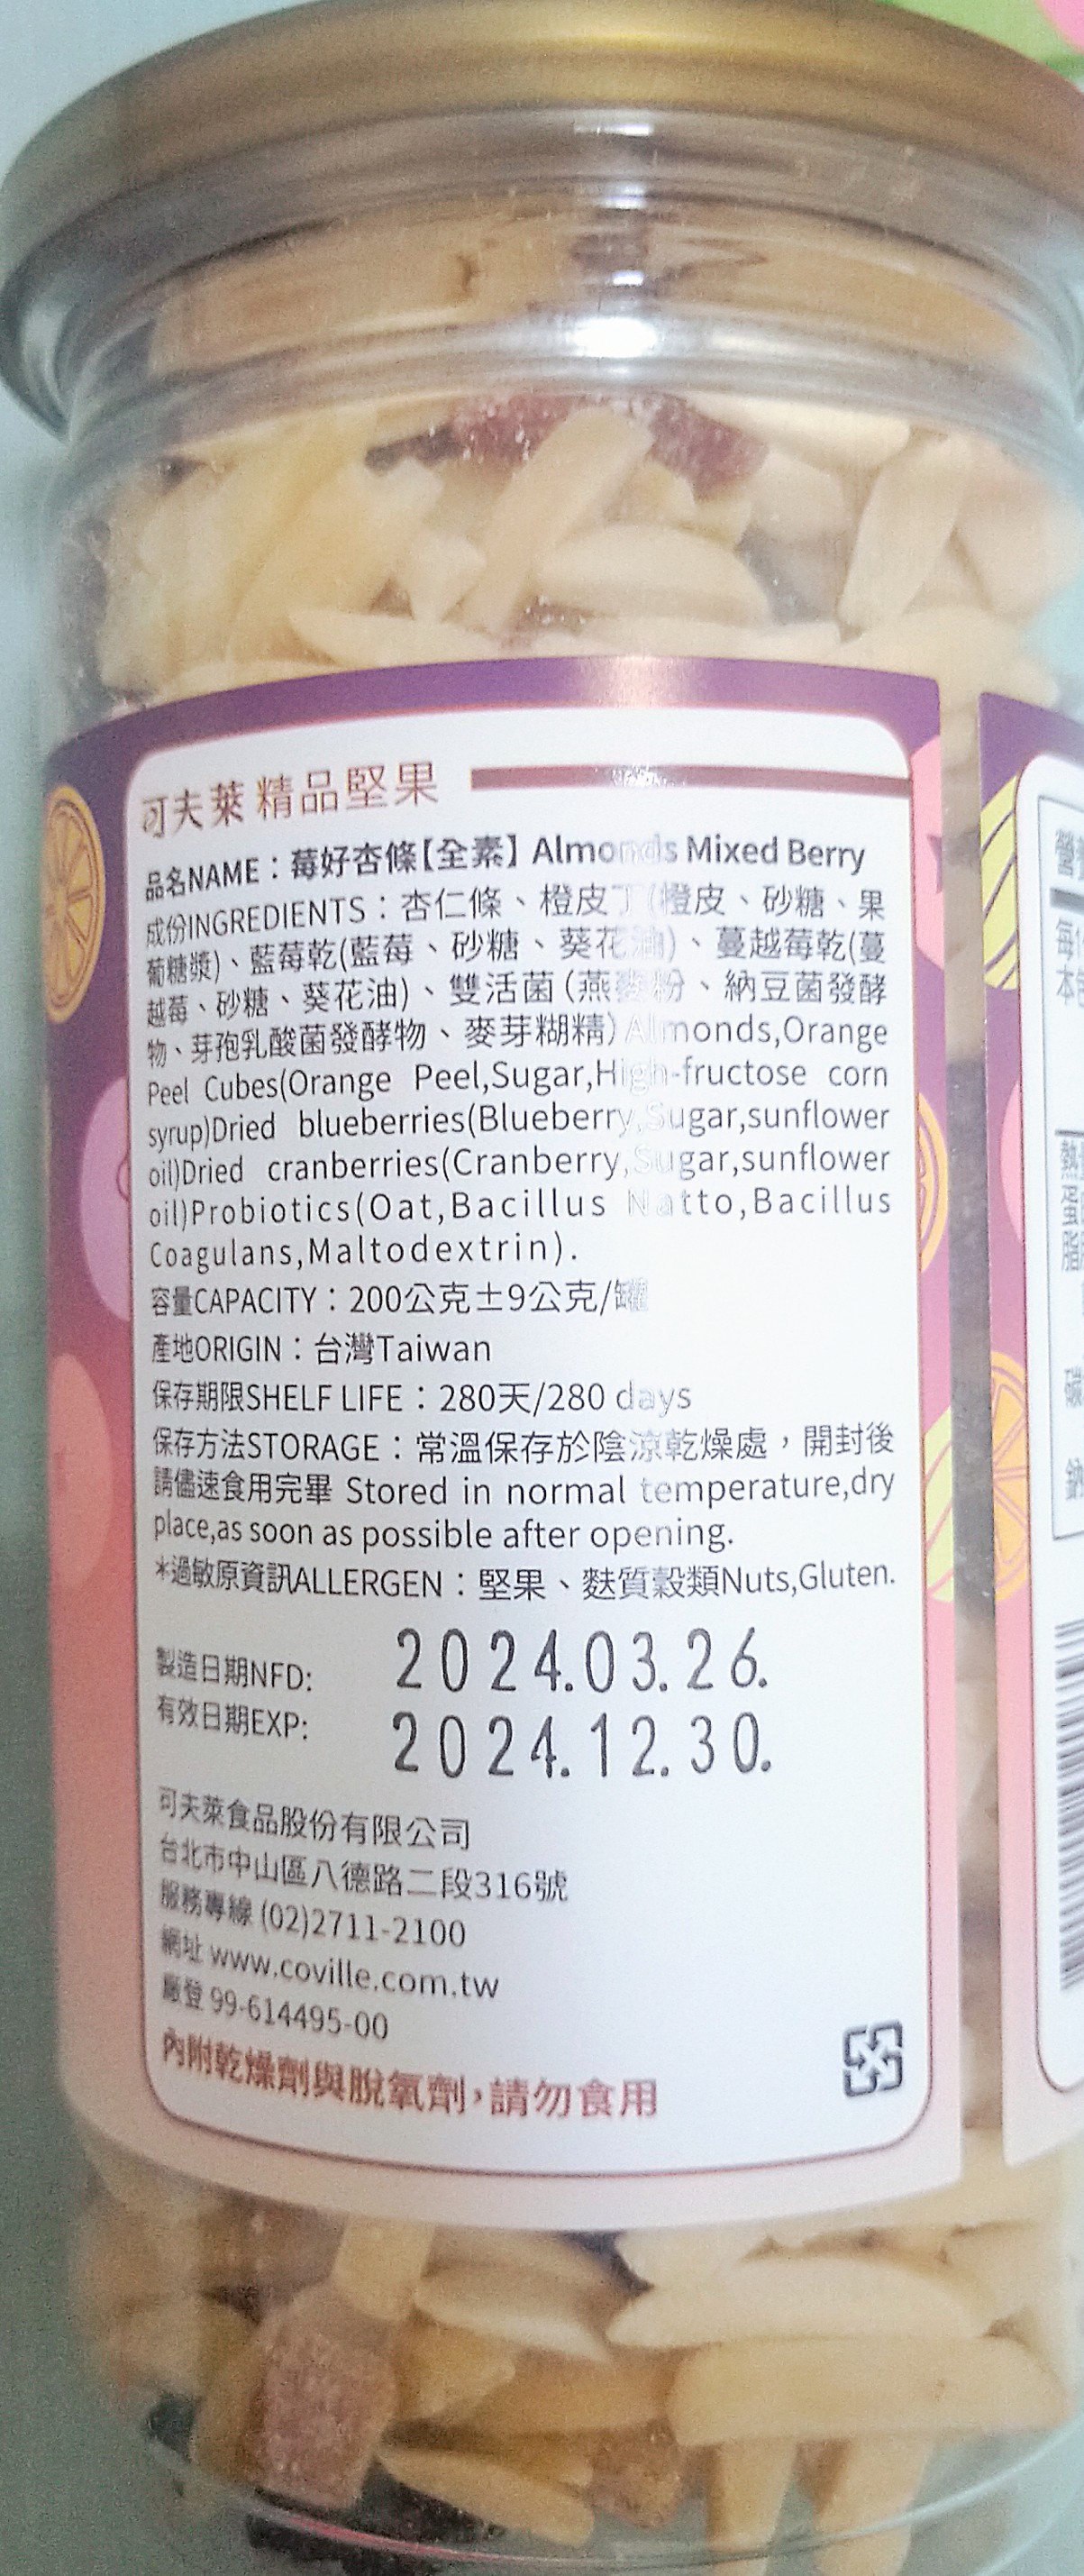 可夫萊 精品堅果
品名NAME：莓好杏條【全素】Almonds Mixed Berry
成份INGREDIENTS：杏仁條、橙皮丁(橙皮、砂糖、果
葡糖漿)、藍莓乾(藍莓、砂糖、葵花油)、蔓越莓乾(蔓
越莓、砂糖、葵花油)、雙活菌(燕麥粉、納豆菌發酵
物、芽孢乳酸菌發酵物、麥芽糊精)Almonds,Orange
Peel Cubes(Orange Peel,Sugar,High-fructose corn
syrup)Dried blueberries(Blueberry,Sugar,sunflower
oil)Dried cranberries(Cranberry,Sugar,sunflower
oil)Probiotics(Oat,Bacillus Natto,Bacillus
Coagulans,Maltodextrin).
容量CAPACITY：200公克±9公克/罐
產地ORIGIN：台灣Taiwan
保存期限SHELF LIFE：280天/280 days
保存方法STORAGE：常溫保存於陰涼乾燥處，開封後
請儘速食用完畢 Stored in normal temperature,dry
place,as soon as possible after opening.
*過敏原資訊ALLERGEN：堅果、麩質穀類Nuts,Gluten.
製造日期NFD: 2024.03.26.
有效日期EXP: 2024.12.30.
可夫萊食品股份有限公司
台北市中山區八德路二段316號
服務專線 (02)2711-2100
網址 www.coville.com.tw
廠登 99-614495-00
內附乾燥劑與脫氧劑，請勿食用